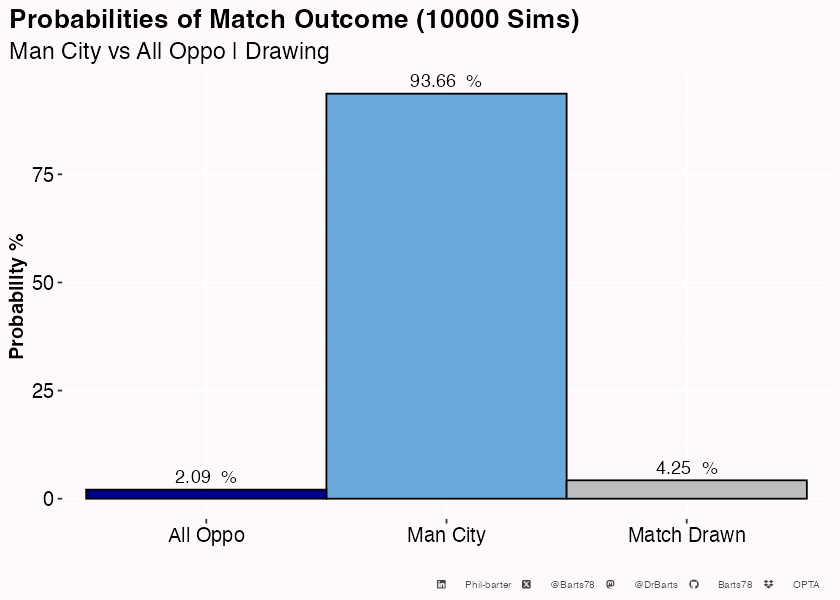 Probabilities of Match Outcome (10000 Sims)
Man City vs All Oppo | Drawing
93.66 %
75
Probability %
50
25
2.09 %
4.25 %
0
All Oppo Man City Match Drawn
Phil-barter @Barts78 @DrBarts Barts78 OPTA